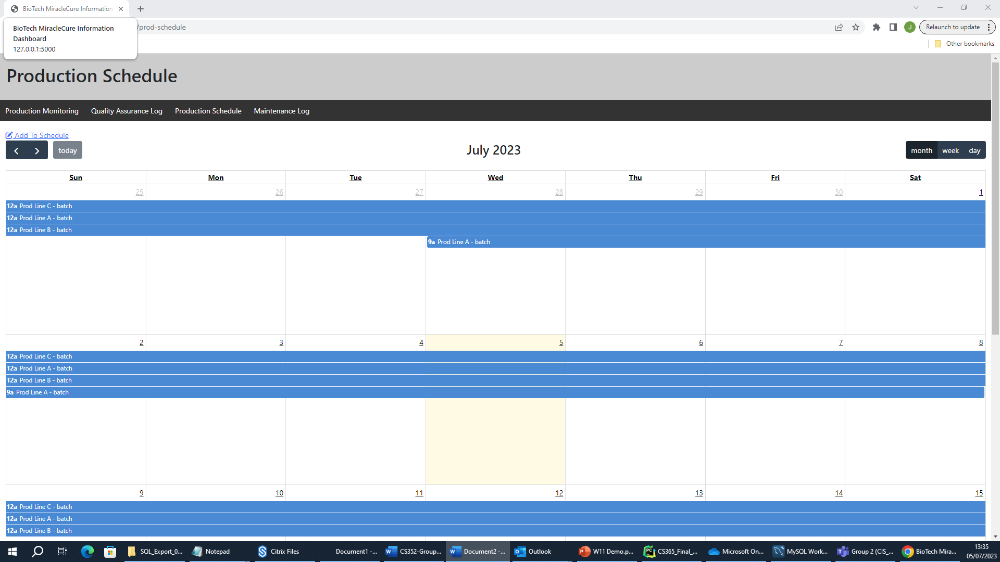 BioTech MiracleCure Information
BioTech MiracleCure Information
Dashboard
127.0.0.1:5000
/prod-schedule
J
Relaunch to update
Other bookmarks
Production Schedule
Production Monitoring Quality Assurance Log Production Schedule Maintenance Log
Add To Schedule
today
July 2023
month week day
Sun Mon Tue Wed Thu Fri Sat
25 26 27 28 29 30 1
12a Prod Line C - batch
12a Prod Line A - batch
12a Prod Line B - batch
9a Prod Line A - batch
2 3 4 5 6 7 8
12a Prod Line C - batch
12a Prod Line A - batch
12a Prod Line B - batch
9a Prod Line A - batch
9 10 11 12 13 14 15
12a Prod Line C - batch
12a Prod Line A - batch
12a Prod Line B - batch
SQL_Export_0... Notepad Citrix Files Document1 -... CS352-Group... Document2 -... Outlook W11 Demo.p... CS365_Final_... Microsoft On... MySQL Work... Group 2 (CIS_... BioTech Mira...
13:35
05/07/2023